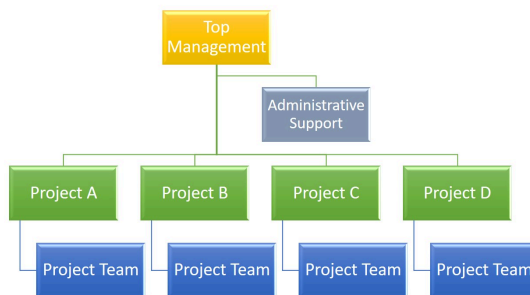 Top
Management
Administrative
Support
Project A
Project B
Project C
Project D
Project Team
Project Team
Project Team
Project Team